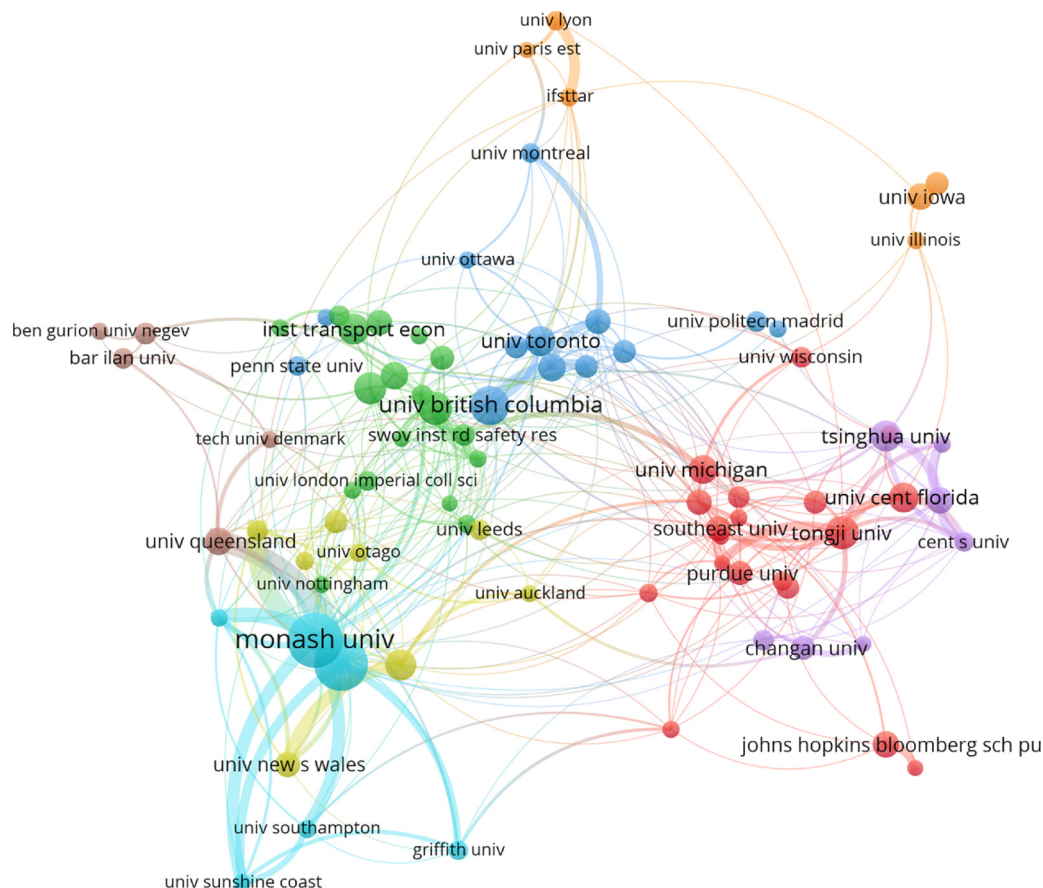 univ lyon
univ paris est
ifsttar
univ montreal
univ iowa
univ illinois
univ ottawa
ben gurion univ negev
inst transport econ
univ toronto
univ politecn madrid
bar ilan univ
penn state univ
univ wisconsin
univ british columbia
tech univ denmark
swov inst rd safety res
tsinghua univ
univ london imperial coll sci
univ michigan
univ cent florida
univ queensland
univ otago
univ leeds
southeast univ
tongji univ
cent s univ
univ nottingham
univ auckland
purdue univ
monash univ
changan univ
univ new s wales
johns hopkins bloomberg sch pu
univ southampton
griffith univ
univ sunshine coast